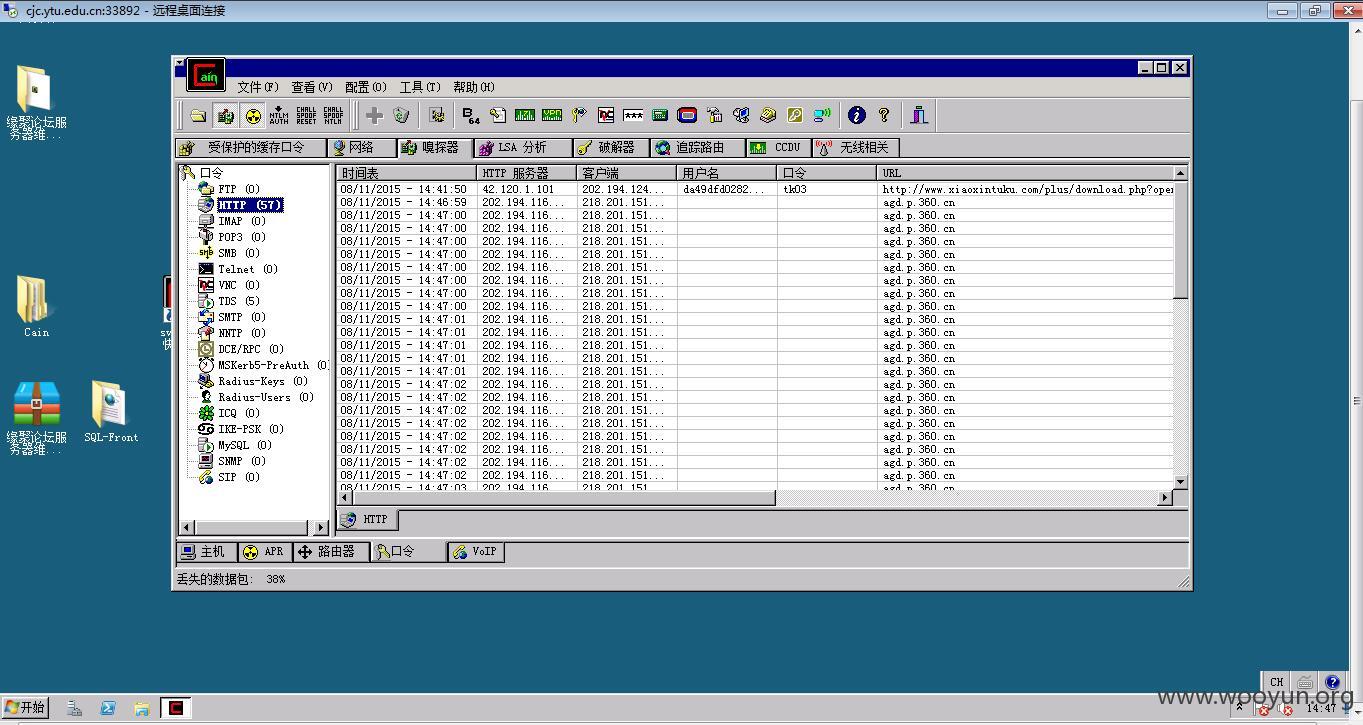 cjc.ytu.edu.cn:33892 - 远程桌面连接
缘聚论坛服
务器维...
Cain
缘聚论坛服
务器维...
SQL-Front
Cain
文件(F) 查看(V) 配置(O) 工具(T) 帮助(H)
NTLM AUTH
CHALL SPOOF RESET
CHALL SPOOF NTLM
B64
受保护的缓存口令 网络 嗅探器 LSA 分析 破解器 追踪路由 CCDU 无线相关
口令
FTP (0)
HTTP (57)
IMAP (0)
POP3 (0)
SMB (0)
Telnet (0)
VNC (0)
TDS (5)
SMTP (0)
NNTP (0)
DCE/RPC (0)
MSKerb5-PreAuth (0)
Radius-Keys (0)
Radius-Users (0)
ICQ (0)
IKE-PSK (0)
MySQL (0)
SNMP (0)
SIP (0)
时间表 HTTP 服务器 客户端 用户名 口令 URL
08/11/2015 - 14:41:50 42.120.1.101 202.194.124... da49dfd0282... tk03 http://www.xiaoxintuku.com/plus/download.php?oper
08/11/2015 - 14:46:59 202.194.116... 218.201.151... agd.p.360.cn
08/11/2015 - 14:47:00 202.194.116... 218.201.151... agd.p.360.cn
08/11/2015 - 14:47:00 202.194.116... 218.201.151... agd.p.360.cn
08/11/2015 - 14:47:00 202.194.116... 218.201.151... agd.p.360.cn
08/11/2015 - 14:47:00 202.194.116... 218.201.151... agd.p.360.cn
08/11/2015 - 14:47:00 202.194.116... 218.201.151... agd.p.360.cn
08/11/2015 - 14:47:00 202.194.116... 218.201.151... agd.p.360.cn
08/11/2015 - 14:47:00 202.194.116... 218.201.151... agd.p.360.cn
08/11/2015 - 14:47:00 202.194.116... 218.201.151... agd.p.360.cn
08/11/2015 - 14:47:01 202.194.116... 218.201.151... agd.p.360.cn
08/11/2015 - 14:47:01 202.194.116... 218.201.151... agd.p.360.cn
08/11/2015 - 14:47:01 202.194.116... 218.201.151... agd.p.360.cn
08/11/2015 - 14:47:01 202.194.116... 218.201.151... agd.p.360.cn
08/11/2015 - 14:47:01 202.194.116... 218.201.151... agd.p.360.cn
08/11/2015 - 14:47:02 202.194.116... 218.201.151... agd.p.360.cn
08/11/2015 - 14:47:02 202.194.116... 218.201.151... agd.p.360.cn
08/11/2015 - 14:47:02 202.194.116... 218.201.151... agd.p.360.cn
08/11/2015 - 14:47:02 202.194.116... 218.201.151... agd.p.360.cn
08/11/2015 - 14:47:02 202.194.116... 218.201.151... agd.p.360.cn
08/11/2015 - 14:47:02 202.194.116... 218.201.151... agd.p.360.cn
08/11/2015 - 14:47:02 202.194.116... 218.201.151... agd.p.360.cn
08/11/2015 - 14:47:02 202.194.116... 218.201.151... agd.p.360.cn
08/11/2015 - 14:47:03 202.194.116 218.201.151 agd.p.360.cn
HTTP
主机 APR 路由器 口令 VoIP
丢失的数据包: 38%
CH
www.wooyun.org
开始
14:47